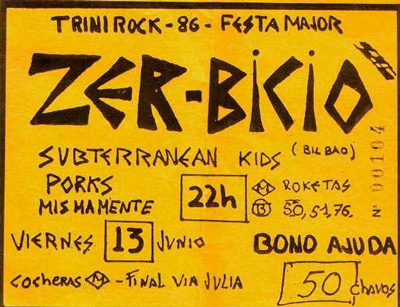 TRINI ROCK - 86 - FESTA MAJOR
ZER-BICIO
(BILBAO)
SUBTERRANEAN KIDS
PORKS
MISMAMENTE
22h
M ROKETAS
B 50, 51, 76.
Nº 00104
VIERNES 13 JUNIO
BONO AJUDA
COCHERAS M - FINAL VIA JULIA
50 chavos